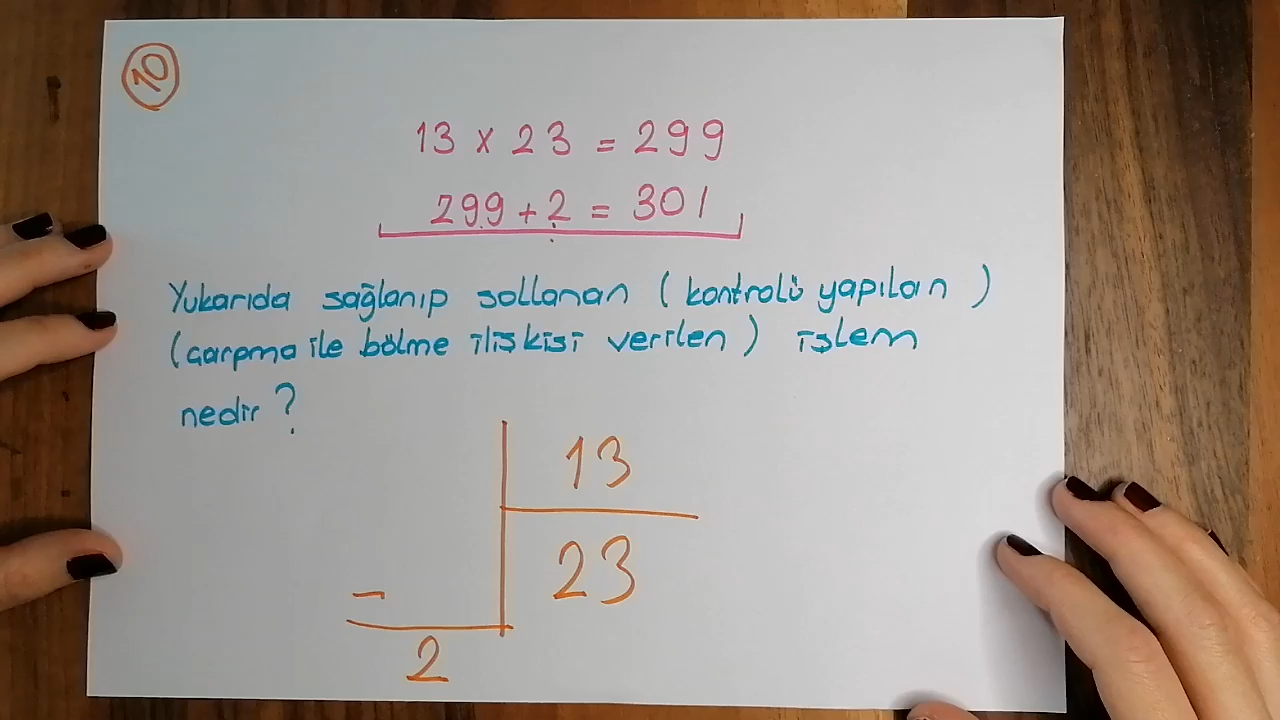 10
13 x 23 = 299
299 + 2 = 301
Yukarıda sağlanıp sollanan (kontrolü yapılan)
(çarpma ile bölme ilişkisi verilen) işlem
nedir?
13
23
-
2